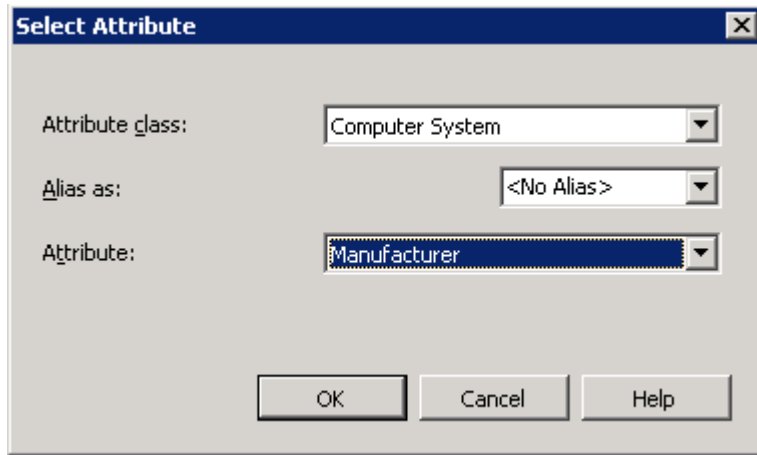 Select Attribute
Attribute class: Computer System
Alias as: <No Alias>
Attribute: Manufacturer
OK Cancel Help